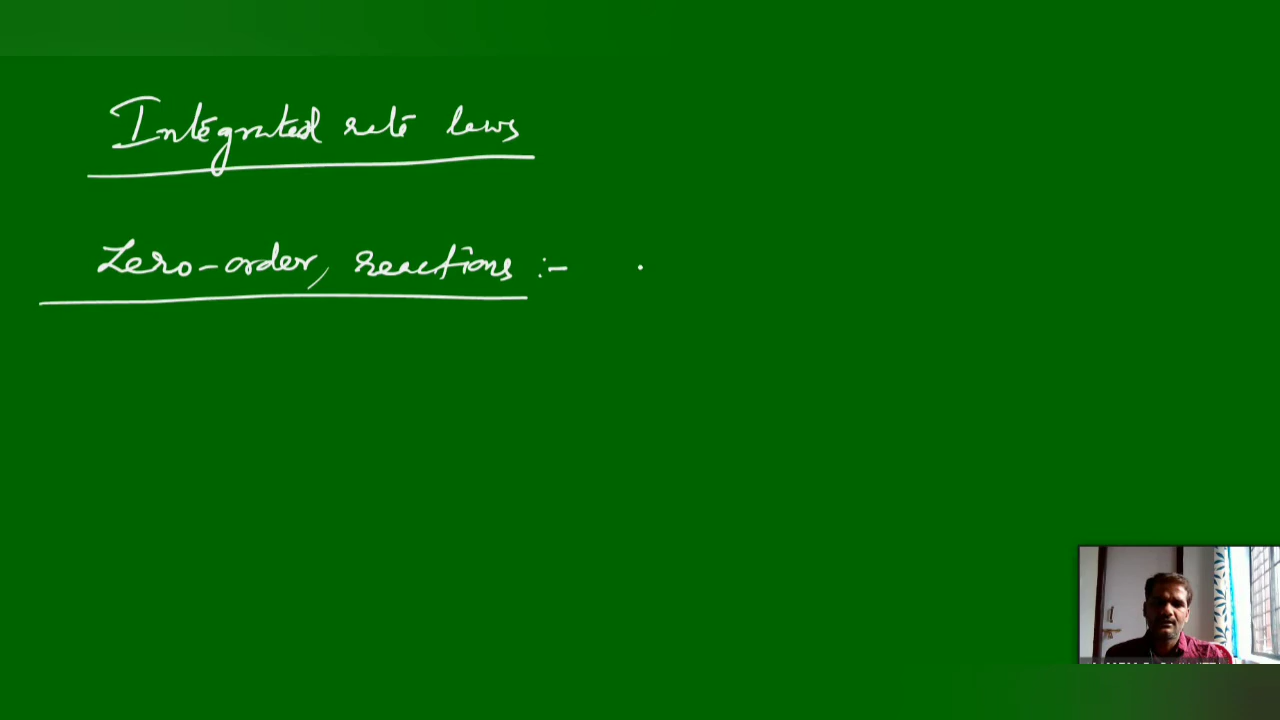 Integrated rate laws
Zero-order, reactions :-